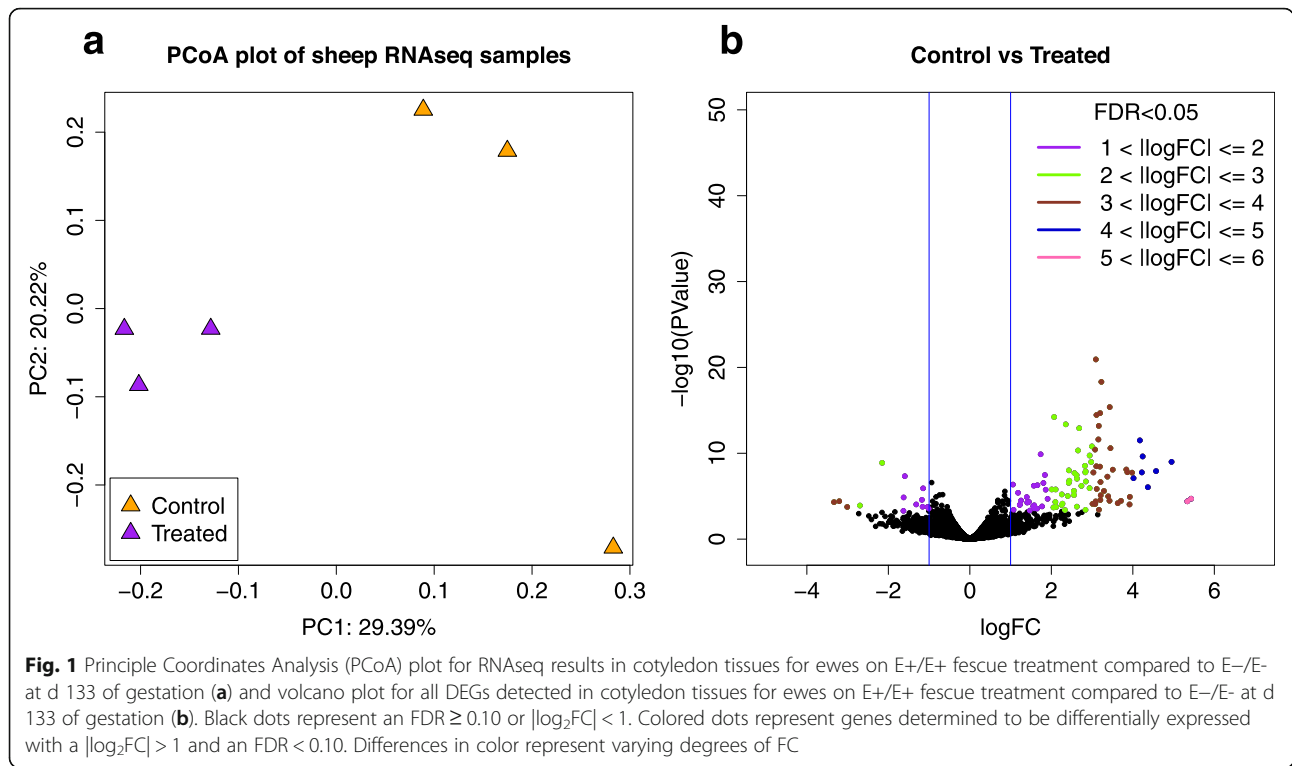 a
PCoA plot of sheep RNAseq samples
PC2: 20.22%
0.2
0.1
0.0
−0.1
−0.2
Control
Treated
−0.2 −0.1 0.0 0.1 0.2 0.3
PC1: 29.39%
b
Control vs Treated
−log10(PValue)
50
40
30
20
10
0
FDR<0.05
1 < |logFC| <= 2
2 < |logFC| <= 3
3 < |logFC| <= 4
4 < |logFC| <= 5
5 < |logFC| <= 6
−4 −2 0 2 4 6
logFC
Fig. 1 Principle Coordinates Analysis (PCoA) plot for RNAseq results in cotyledon tissues for ewes on E+/E+ fescue treatment compared to E−/E-
at d 133 of gestation (a) and volcano plot for all DEGs detected in cotyledon tissues for ewes on E+/E+ fescue treatment compared to E−/E- at d
133 of gestation (b). Black dots represent an FDR ≥ 0.10 or |log₂FC| < 1. Colored dots represent genes determined to be differentially expressed
with a |log₂FC| > 1 and an FDR < 0.10. Differences in color represent varying degrees of FC